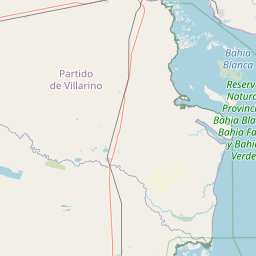 Partido
de Villarino
Bahía
Blanca
Reserv
Natura
Provinc
Bahía Bla
Bahía Fa
y Bahía
Verde